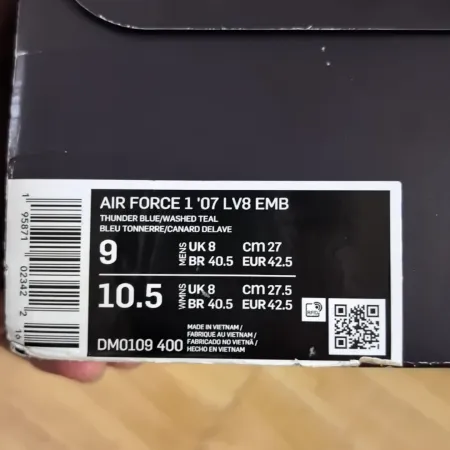 AIR FORCE 1 '07 LV8 EMB
THUNDER BLUE/WASHED TEAL
BLEU TONNERRE/CANARD DELAVE
9 MENS UK 8 cm 27
BR 40.5 EUR 42.5
10.5 WMNS UK 8 cm 27.5
BR 40.5 EUR 42.5
DM0109 400
MADE IN VIETNAM /
FABRIQUE AU VIETNAM /
FABRICADO NO VIETNÃ /
HECHO EN VIETNAM
1 95871 02342 2
RFID